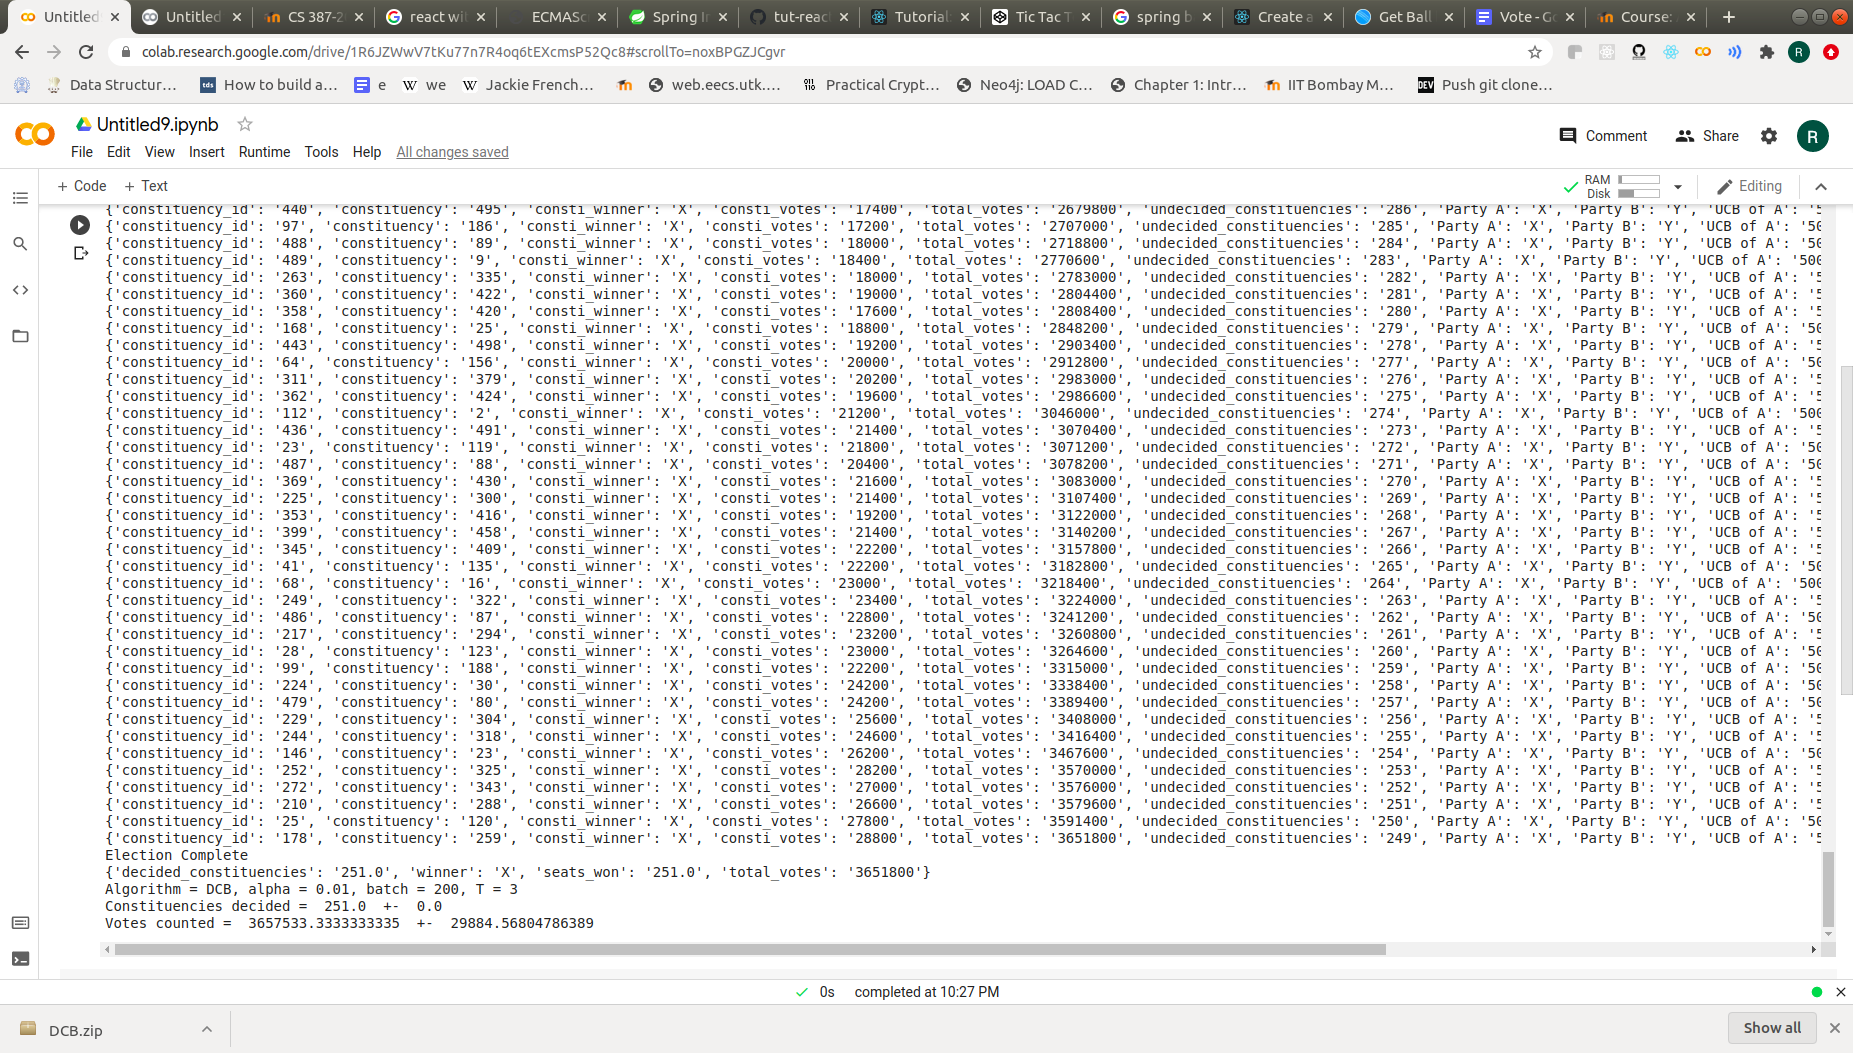 Untitled
Untitled
CS 387-2
react wi
ECMASc
Spring I
tut-reac
Tutorial
Tic Tac T
spring b
Create a
Get Ball
Vote - G
Course:
colab.research.google.com/drive/1R6JZWwV7tKu77n7R4oq6tEXcmsP52Qc8#scrollTo=noxBPGZJCgvr
R
Data Structur...
How to build a...
e
we
Jackie French...
web.eecs.utk....
Practical Crypt...
Neo4j: LOAD C...
Chapter 1: Intr...
IIT Bombay M...
Push git clone...
Untitled9.ipynb
Comment
Share
R
File Edit View Insert Runtime Tools Help All changes saved
+ Code + Text
RAM
Disk
Editing
{'constituency_id': '440', 'constituency': '495', 'consti_winner': 'X', 'consti_votes': '17400', 'total_votes': '2679800', 'undecided_constituencies': '286', 'Party A': 'X', 'Party B': 'Y', 'UCB of A': '5
{'constituency_id': '97', 'constituency': '186', 'consti_winner': 'X', 'consti_votes': '17200', 'total_votes': '2707000', 'undecided_constituencies': '285', 'Party A': 'X', 'Party B': 'Y', 'UCB of A': '50
{'constituency_id': '488', 'constituency': '89', 'consti_winner': 'X', 'consti_votes': '18000', 'total_votes': '2718800', 'undecided_constituencies': '284', 'Party A': 'X', 'Party B': 'Y', 'UCB of A': '50
{'constituency_id': '489', 'constituency': '9', 'consti_winner': 'X', 'consti_votes': '18400', 'total_votes': '2770600', 'undecided_constituencies': '283', 'Party A': 'X', 'Party B': 'Y', 'UCB of A': '500
{'constituency_id': '263', 'constituency': '335', 'consti_winner': 'X', 'consti_votes': '18000', 'total_votes': '2783000', 'undecided_constituencies': '282', 'Party A': 'X', 'Party B': 'Y', 'UCB of A': '5
{'constituency_id': '360', 'constituency': '422', 'consti_winner': 'X', 'consti_votes': '19000', 'total_votes': '2804400', 'undecided_constituencies': '281', 'Party A': 'X', 'Party B': 'Y', 'UCB of A': '5
{'constituency_id': '358', 'constituency': '420', 'consti_winner': 'X', 'consti_votes': '17600', 'total_votes': '2808400', 'undecided_constituencies': '280', 'Party A': 'X', 'Party B': 'Y', 'UCB of A': '5
{'constituency_id': '168', 'constituency': '25', 'consti_winner': 'X', 'consti_votes': '18800', 'total_votes': '2848200', 'undecided_constituencies': '279', 'Party A': 'X', 'Party B': 'Y', 'UCB of A': '50
{'constituency_id': '443', 'constituency': '498', 'consti_winner': 'X', 'consti_votes': '19200', 'total_votes': '2903400', 'undecided_constituencies': '278', 'Party A': 'X', 'Party B': 'Y', 'UCB of A': '5
{'constituency_id': '64', 'constituency': '156', 'consti_winner': 'X', 'consti_votes': '20000', 'total_votes': '2912800', 'undecided_constituencies': '277', 'Party A': 'X', 'Party B': 'Y', 'UCB of A': '50
{'constituency_id': '311', 'constituency': '379', 'consti_winner': 'X', 'consti_votes': '20200', 'total_votes': '2983000', 'undecided_constituencies': '276', 'Party A': 'X', 'Party B': 'Y', 'UCB of A': '5
{'constituency_id': '362', 'constituency': '424', 'consti_winner': 'X', 'consti_votes': '19600', 'total_votes': '2986600', 'undecided_constituencies': '275', 'Party A': 'X', 'Party B': 'Y', 'UCB of A': '5
{'constituency_id': '112', 'constituency': '2', 'consti_winner': 'X', 'consti_votes': '21200', 'total_votes': '3046000', 'undecided_constituencies': '274', 'Party A': 'X', 'Party B': 'Y', 'UCB of A': '500
{'constituency_id': '436', 'constituency': '491', 'consti_winner': 'X', 'consti_votes': '21400', 'total_votes': '3070400', 'undecided_constituencies': '273', 'Party A': 'X', 'Party B': 'Y', 'UCB of A': '5
{'constituency_id': '23', 'constituency': '119', 'consti_winner': 'X', 'consti_votes': '21800', 'total_votes': '3071200', 'undecided_constituencies': '272', 'Party A': 'X', 'Party B': 'Y', 'UCB of A': '50
{'constituency_id': '487', 'constituency': '88', 'consti_winner': 'X', 'consti_votes': '20400', 'total_votes': '3078200', 'undecided_constituencies': '271', 'Party A': 'X', 'Party B': 'Y', 'UCB of A': '50
{'constituency_id': '369', 'constituency': '430', 'consti_winner': 'X', 'consti_votes': '21600', 'total_votes': '3083000', 'undecided_constituencies': '270', 'Party A': 'X', 'Party B': 'Y', 'UCB of A': '5
{'constituency_id': '225', 'constituency': '300', 'consti_winner': 'X', 'consti_votes': '21400', 'total_votes': '3107400', 'undecided_constituencies': '269', 'Party A': 'X', 'Party B': 'Y', 'UCB of A': '5
{'constituency_id': '353', 'constituency': '416', 'consti_winner': 'X', 'consti_votes': '19200', 'total_votes': '3122000', 'undecided_constituencies': '268', 'Party A': 'X', 'Party B': 'Y', 'UCB of A': '5
{'constituency_id': '399', 'constituency': '458', 'consti_winner': 'X', 'consti_votes': '21400', 'total_votes': '3140200', 'undecided_constituencies': '267', 'Party A': 'X', 'Party B': 'Y', 'UCB of A': '5
{'constituency_id': '345', 'constituency': '409', 'consti_winner': 'X', 'consti_votes': '22200', 'total_votes': '3157800', 'undecided_constituencies': '266', 'Party A': 'X', 'Party B': 'Y', 'UCB of A': '5
{'constituency_id': '41', 'constituency': '135', 'consti_winner': 'X', 'consti_votes': '22200', 'total_votes': '3182800', 'undecided_constituencies': '265', 'Party A': 'X', 'Party B': 'Y', 'UCB of A': '50
{'constituency_id': '68', 'constituency': '16', 'consti_winner': 'X', 'consti_votes': '23000', 'total_votes': '3218400', 'undecided_constituencies': '264', 'Party A': 'X', 'Party B': 'Y', 'UCB of A': '500
{'constituency_id': '249', 'constituency': '322', 'consti_winner': 'X', 'consti_votes': '23400', 'total_votes': '3224000', 'undecided_constituencies': '263', 'Party A': 'X', 'Party B': 'Y', 'UCB of A': '5
{'constituency_id': '486', 'constituency': '87', 'consti_winner': 'X', 'consti_votes': '22800', 'total_votes': '3241200', 'undecided_constituencies': '262', 'Party A': 'X', 'Party B': 'Y', 'UCB of A': '50
{'constituency_id': '217', 'constituency': '294', 'consti_winner': 'X', 'consti_votes': '23200', 'total_votes': '3260800', 'undecided_constituencies': '261', 'Party A': 'X', 'Party B': 'Y', 'UCB of A': '5
{'constituency_id': '28', 'constituency': '123', 'consti_winner': 'X', 'consti_votes': '23000', 'total_votes': '3264600', 'undecided_constituencies': '260', 'Party A': 'X', 'Party B': 'Y', 'UCB of A': '50
{'constituency_id': '99', 'constituency': '188', 'consti_winner': 'X', 'consti_votes': '22200', 'total_votes': '3315000', 'undecided_constituencies': '259', 'Party A': 'X', 'Party B': 'Y', 'UCB of A': '50
{'constituency_id': '224', 'constituency': '30', 'consti_winner': 'X', 'consti_votes': '24200', 'total_votes': '3338400', 'undecided_constituencies': '258', 'Party A': 'X', 'Party B': 'Y', 'UCB of A': '50
{'constituency_id': '479', 'constituency': '80', 'consti_winner': 'X', 'consti_votes': '24200', 'total_votes': '3389400', 'undecided_constituencies': '257', 'Party A': 'X', 'Party B': 'Y', 'UCB of A': '50
{'constituency_id': '229', 'constituency': '304', 'consti_winner': 'X', 'consti_votes': '25600', 'total_votes': '3408000', 'undecided_constituencies': '256', 'Party A': 'X', 'Party B': 'Y', 'UCB of A': '5
{'constituency_id': '244', 'constituency': '318', 'consti_winner': 'X', 'consti_votes': '24600', 'total_votes': '3416400', 'undecided_constituencies': '255', 'Party A': 'X', 'Party B': 'Y', 'UCB of A': '5
{'constituency_id': '146', 'constituency': '23', 'consti_winner': 'X', 'consti_votes': '26200', 'total_votes': '3467600', 'undecided_constituencies': '254', 'Party A': 'X', 'Party B': 'Y', 'UCB of A': '50
{'constituency_id': '252', 'constituency': '325', 'consti_winner': 'X', 'consti_votes': '28200', 'total_votes': '3570000', 'undecided_constituencies': '253', 'Party A': 'X', 'Party B': 'Y', 'UCB of A': '5
{'constituency_id': '272', 'constituency': '343', 'consti_winner': 'X', 'consti_votes': '27000', 'total_votes': '3576000', 'undecided_constituencies': '252', 'Party A': 'X', 'Party B': 'Y', 'UCB of A': '5
{'constituency_id': '210', 'constituency': '288', 'consti_winner': 'X', 'consti_votes': '26600', 'total_votes': '3579600', 'undecided_constituencies': '251', 'Party A': 'X', 'Party B': 'Y', 'UCB of A': '5
{'constituency_id': '25', 'constituency': '120', 'consti_winner': 'X', 'consti_votes': '27800', 'total_votes': '3591400', 'undecided_constituencies': '250', 'Party A': 'X', 'Party B': 'Y', 'UCB of A': '50
{'constituency_id': '178', 'constituency': '259', 'consti_winner': 'X', 'consti_votes': '28800', 'total_votes': '3651800', 'undecided_constituencies': '249', 'Party A': 'X', 'Party B': 'Y', 'UCB of A': '5
Election Complete
{'decided_constituencies': '251.0', 'winner': 'X', 'seats_won': '251.0', 'total_votes': '3651800'}
Algorithm = DCB, alpha = 0.01, batch = 200, T = 3
Constituencies decided =  251.0  +-  0.0
Votes counted =  3657533.3333333335  +-  29884.56804786389
0s completed at 10:27 PM
DCB.zip
Show all